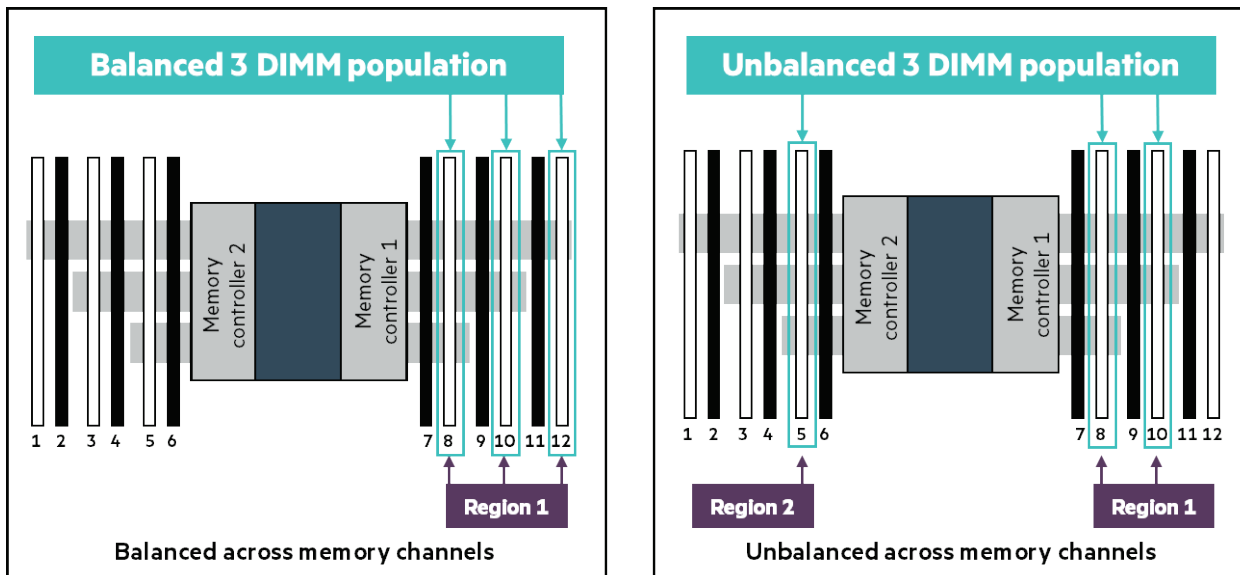 Balanced 3 DIMM population
Memory
controller 2
Memory
controller 1
1 2 3 4 5 6 7 8 9 10 11 12
Region 1
Balanced across memory channels
Unbalanced 3 DIMM population
Memory
controller 2
Memory
controller 1
1 2 3 4 5 6 7 8 9 10 11 12
Region 2 Region 1
Unbalanced across memory channels